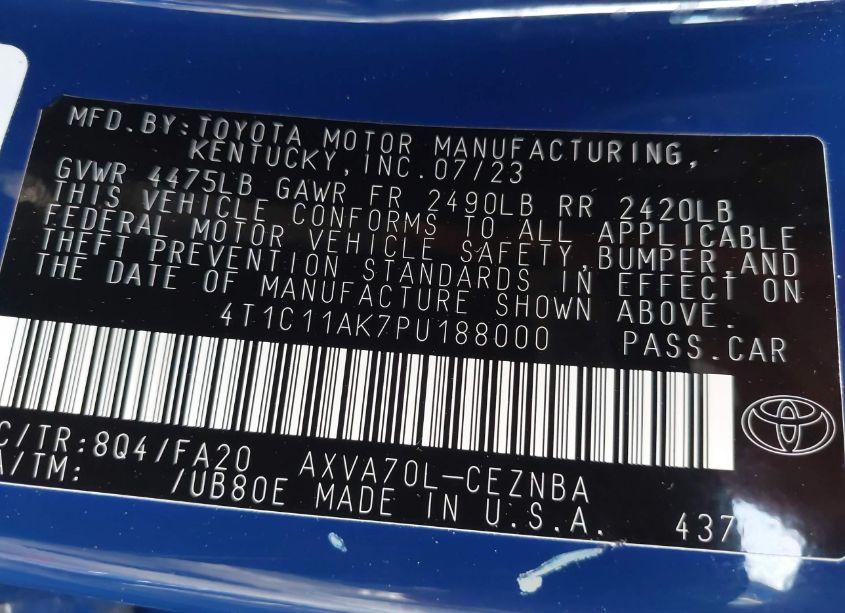 MFD.BY:TOYOTA MOTOR MANUFACTURING,
KENTUCKY,INC.07/23
GVWR 4475LB GAWR FR 2490LB RR 2420LB
THIS VEHICLE CONFORMS TO ALL APPLICABLE
FEDERAL MOTOR VEHICLE SAFETY,BUMPER,AND
THEFT PREVENTION STANDARDS IN EFFECT ON
THE DATE OF MANUFACTURE SHOWN ABOVE.
4T1C11AK7PU188000 PASS.CAR
C/TR:8Q4/FA20 AXVA70L-CEZNBA
A/TM: /UB80E MADE IN U.S.A. 437